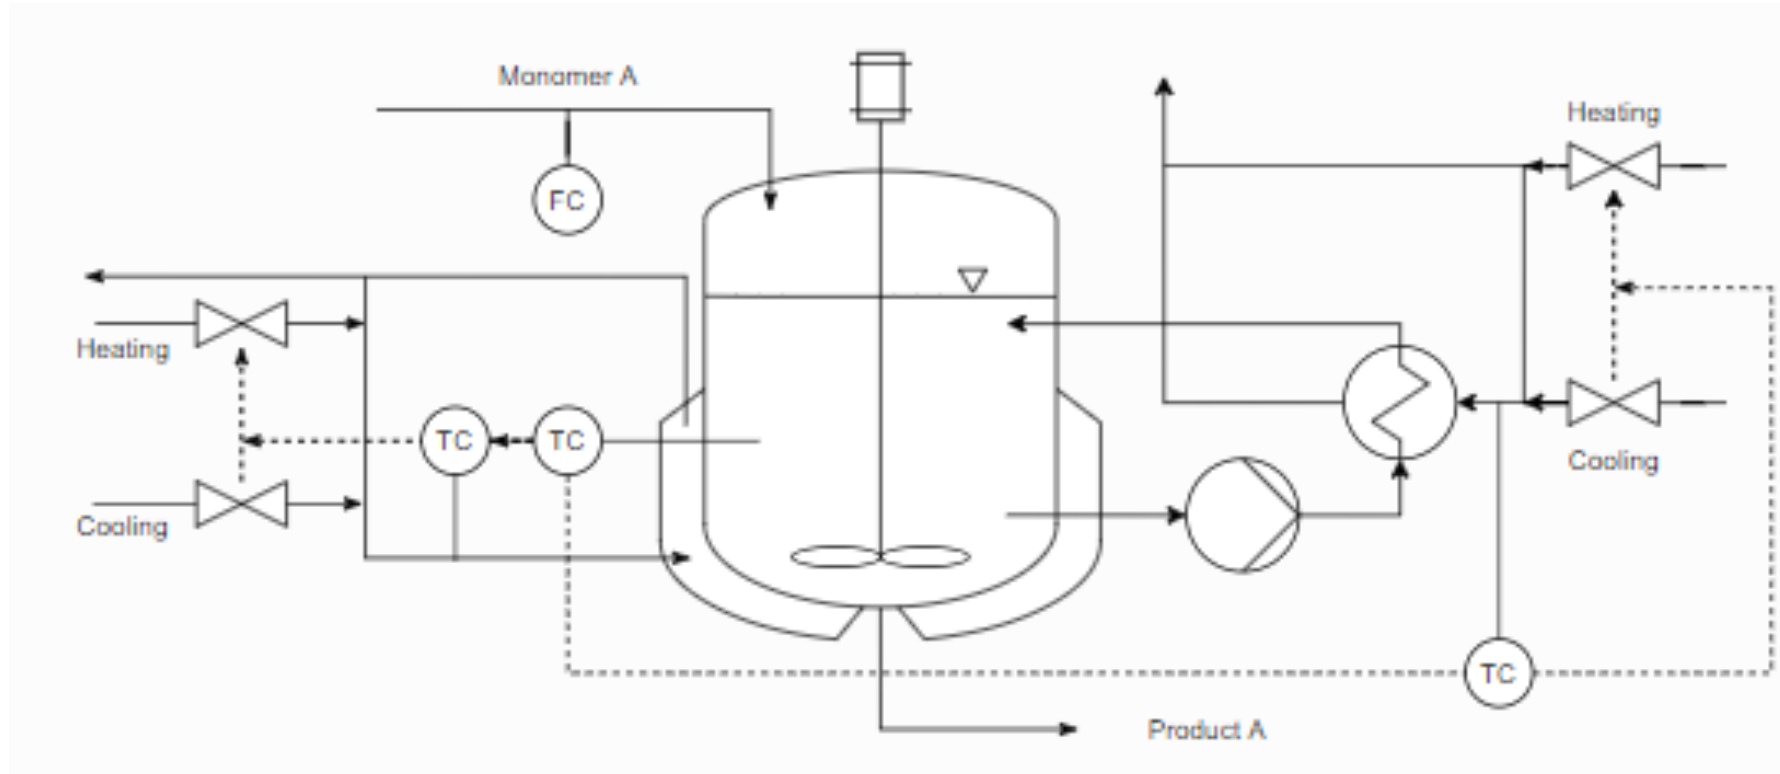 Monomer A
Heating
FC
Heating
TC
TC
Cooling
Cooling
TC
Product A